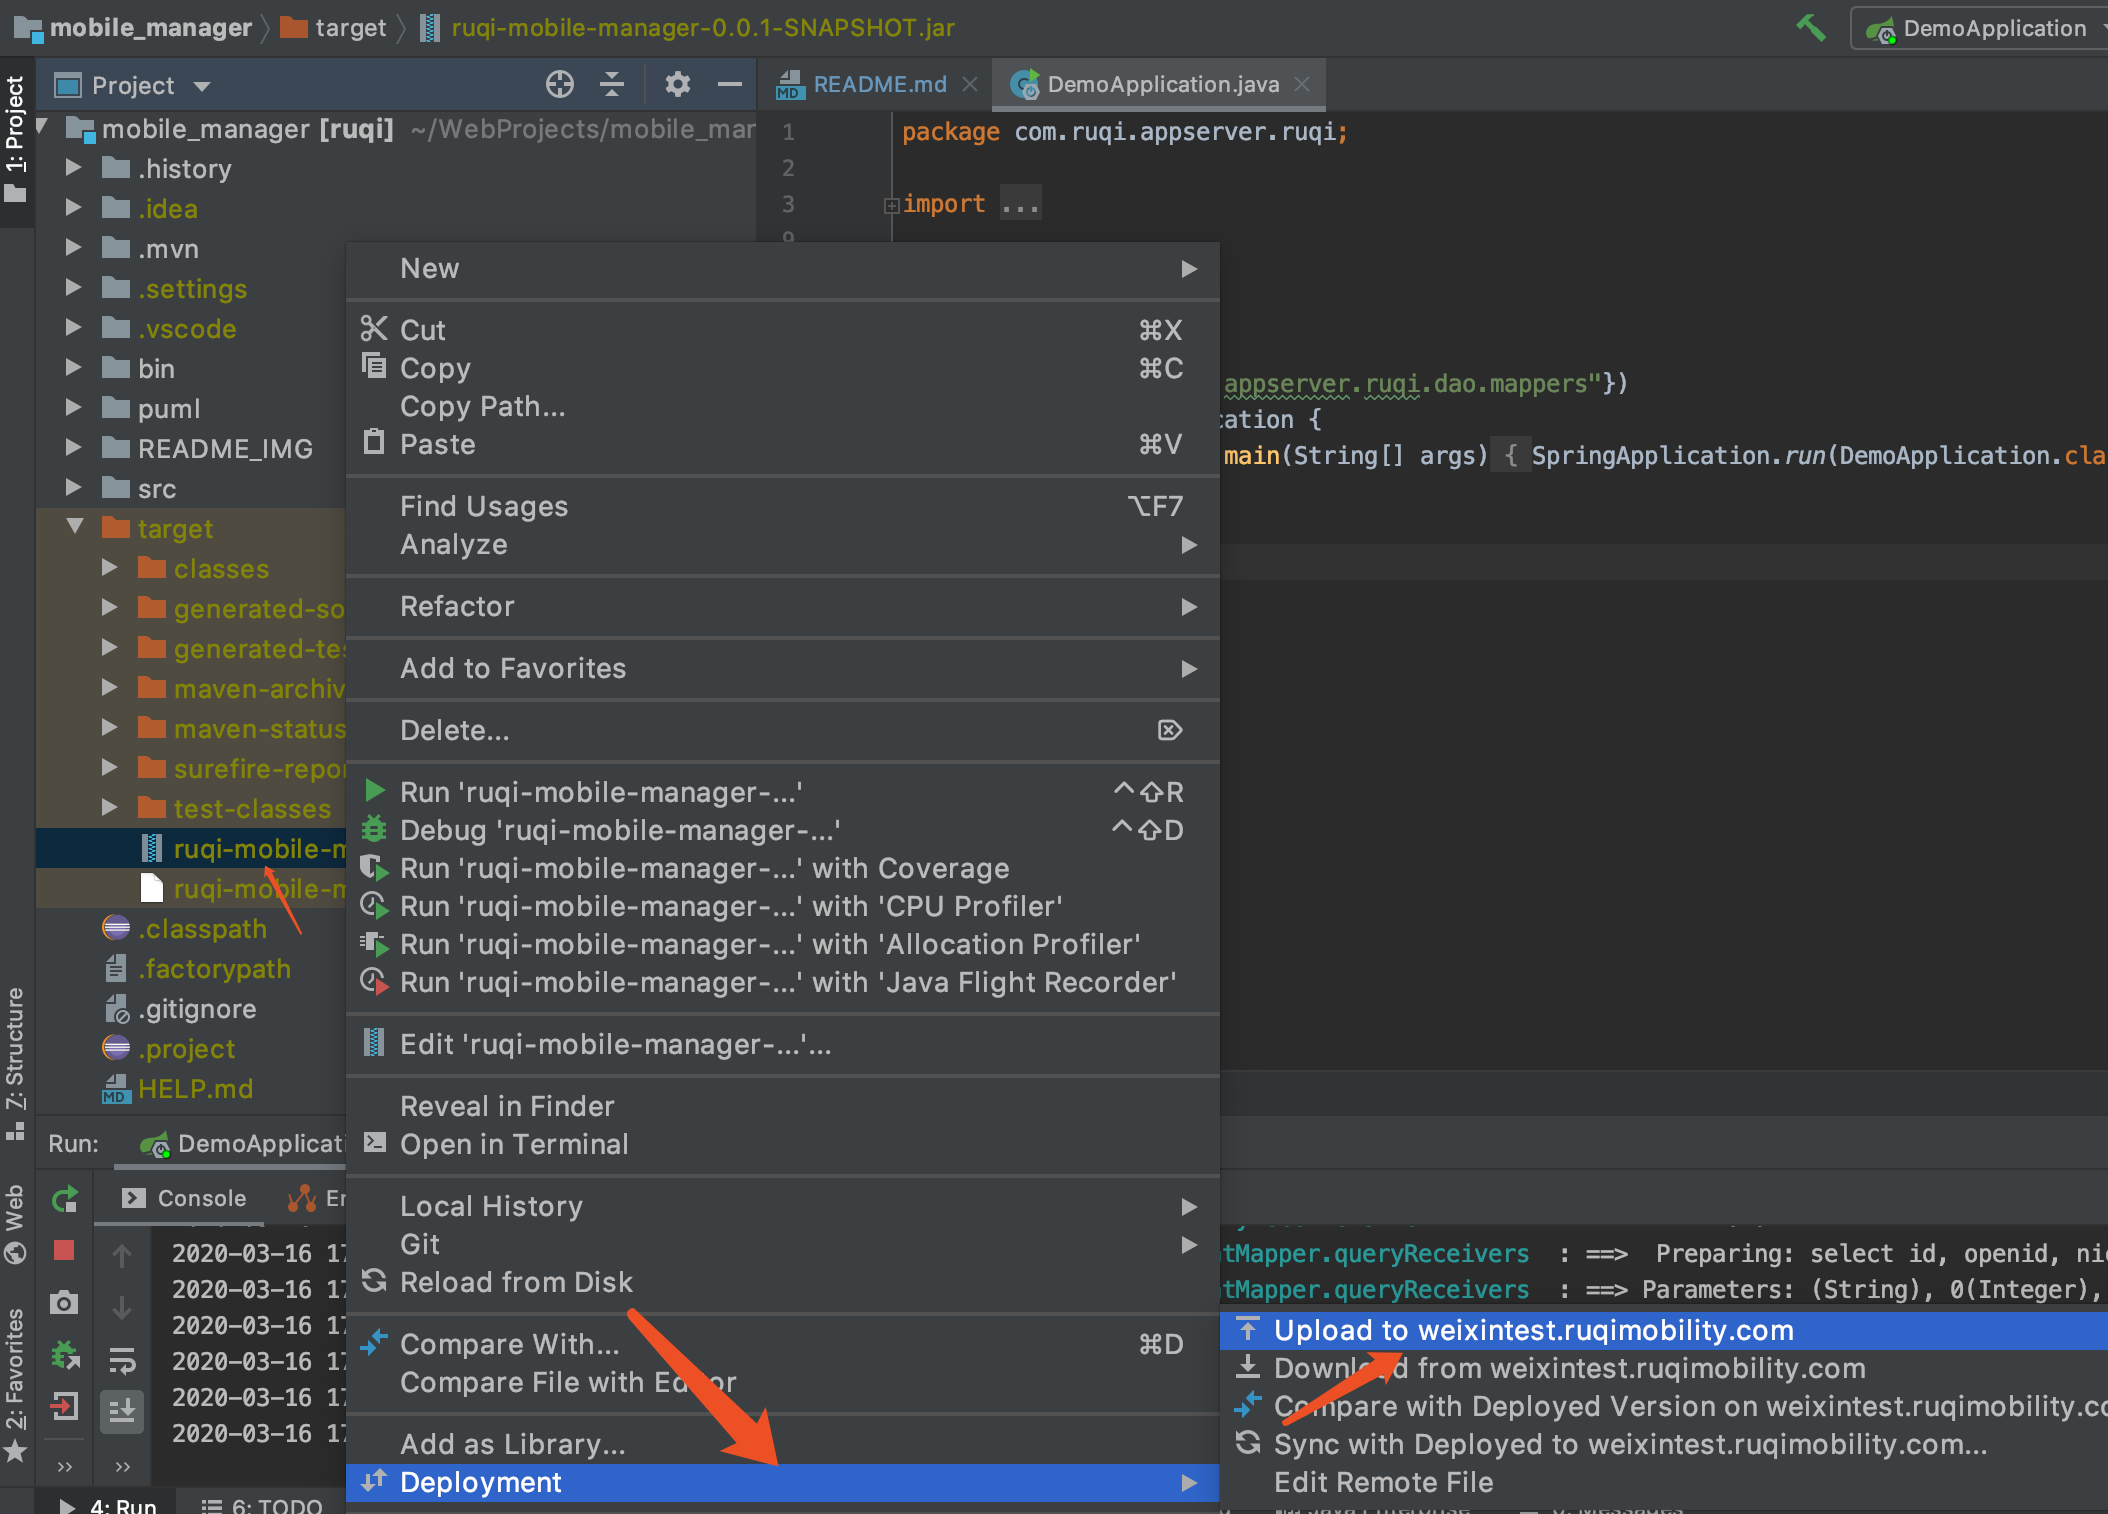 mobile_manager target ruqi-mobile-manager-0.0.1-SNAPSHOT.jar DemoApplication
1: Project
Project
README.md
DemoApplication.java
mobile_manager [ruqi] ~/WebProjects/mobile_mar
.history
.idea
.mvn
.settings
.vscode
bin
puml
README_IMG
src
target
classes
generated-so
generated-tes
maven-archiv
maven-status
surefire-repor
test-classes
ruqi-mobile-m
ruqi-mobile-m
.classpath
.factorypath
.gitignore
.project
HELP.md
1 package com.ruqi.appserver.ruqi;
2
3 import ...
9
appserver.ruqi.dao.mappers"})
cation {
main(String[] args) { SpringApplication.run(DemoApplication.cla
New
Cut ⌘X
Copy ⌘C
Copy Path...
Paste ⌘V
Find Usages ⌥F7
Analyze
Refactor
Add to Favorites
Delete... ⌦
Run 'ruqi-mobile-manager-...' ^⇧R
Debug 'ruqi-mobile-manager-...' ^⇧D
Run 'ruqi-mobile-manager-...' with Coverage
Run 'ruqi-mobile-manager-...' with 'CPU Profiler'
Run 'ruqi-mobile-manager-...' with 'Allocation Profiler'
Run 'ruqi-mobile-manager-...' with 'Java Flight Recorder'
Edit 'ruqi-mobile-manager-...'...
Reveal in Finder
Open in Terminal
Local History
Git
Reload from Disk
Compare With... ⌘D
Compare File with Editor
Add as Library...
Deployment
Upload to weixintest.ruqimobility.com
Download from weixintest.ruqimobility.com
Compare with Deployed Version on weixintest.ruqimobility.co
Sync with Deployed to weixintest.ruqimobility.com...
Edit Remote File
7: Structure
Web
2: Favorites
Run: DemoApplicati
Console
En
2020-03-16 17
2020-03-16 17
2020-03-16 17
2020-03-16 17
2020-03-16 17
2020-03-16 17
tMapper.queryReceivers : ==> Preparing: select id, openid, nic
tMapper.queryReceivers : ==> Parameters: (String), 0(Integer),
4: Run
6: TODO
Java Enterprise
Messages